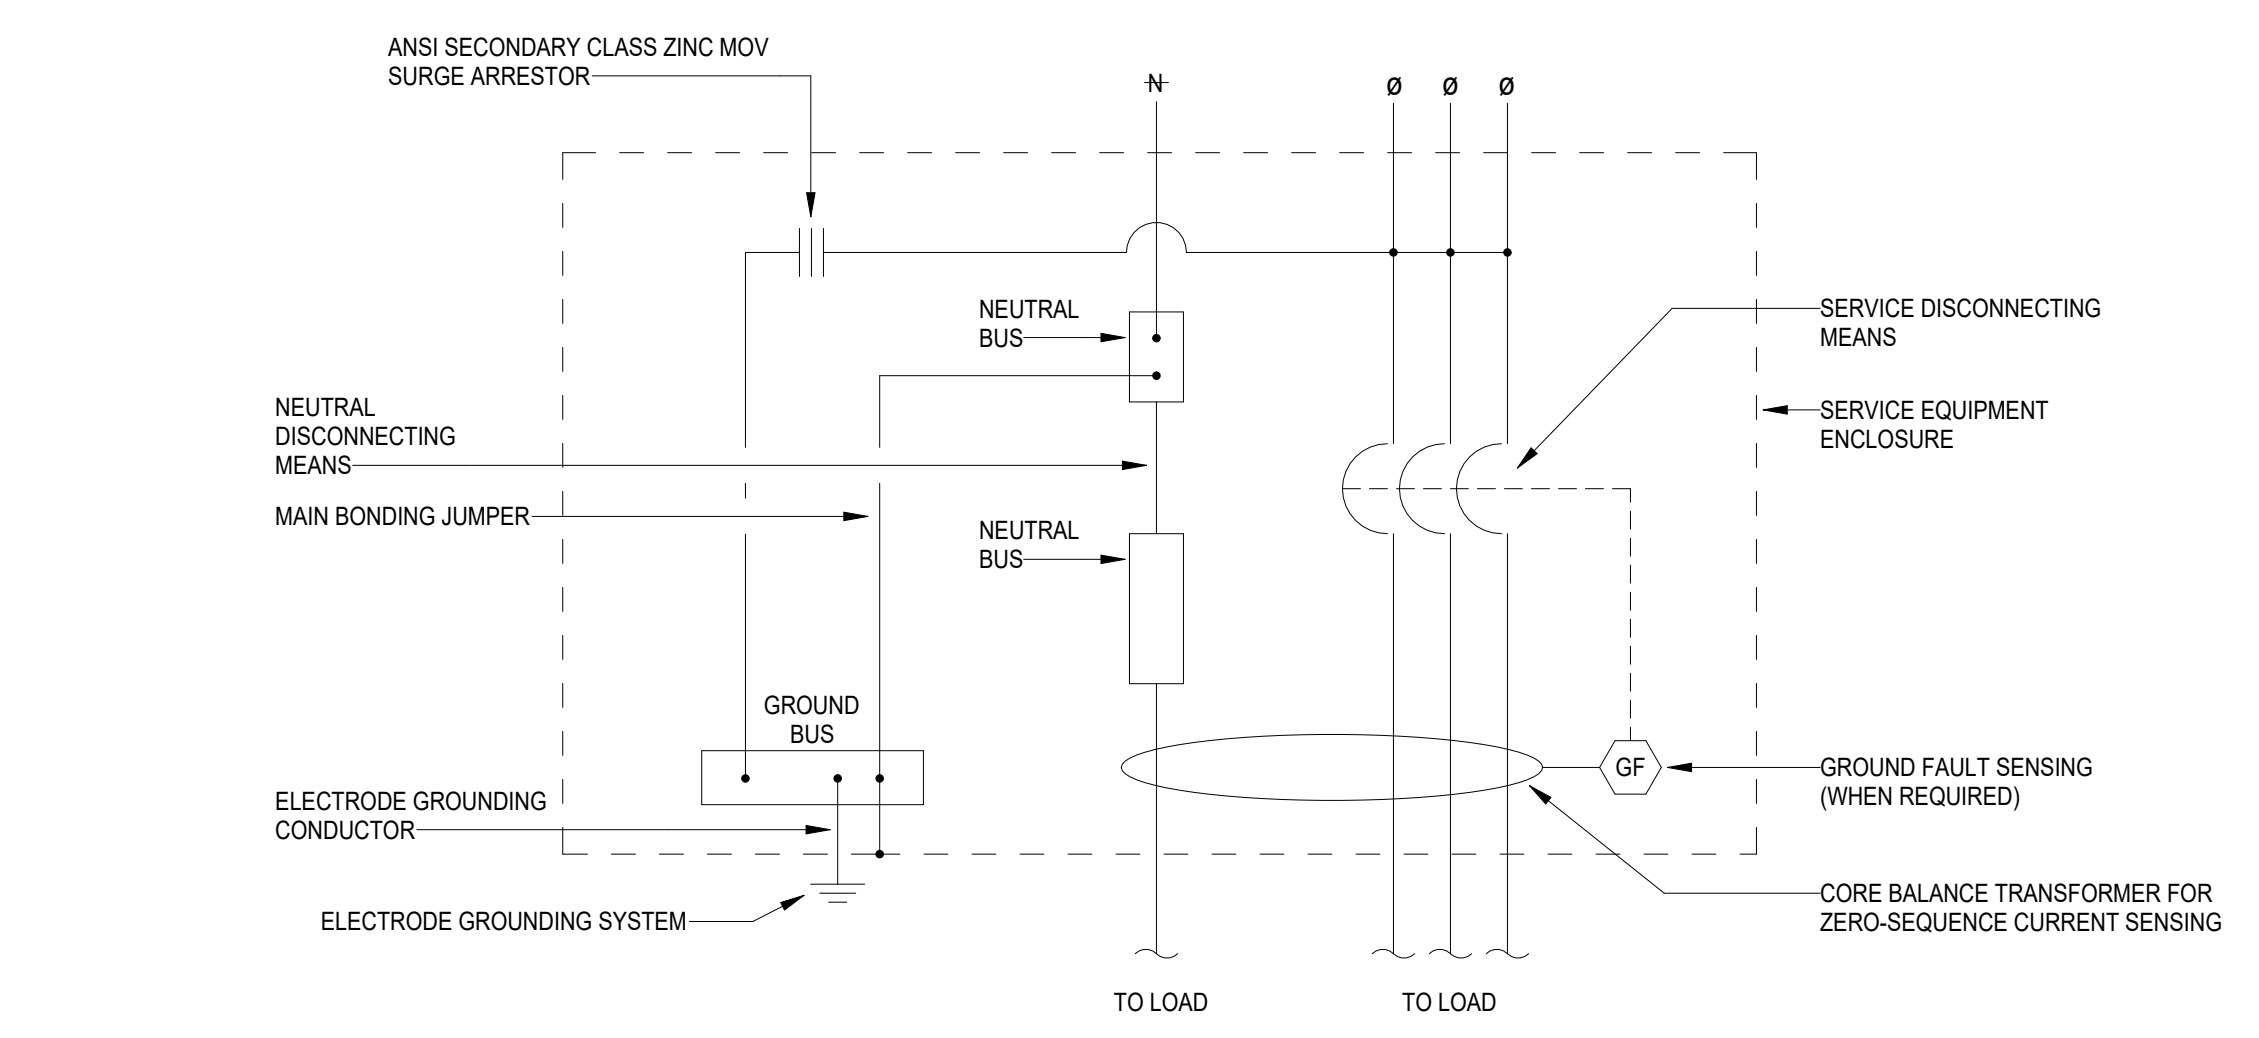 ANSI SECONDARY CLASS ZINC MOV
SURGE ARRESTOR
N
Ø Ø Ø
NEUTRAL
BUS
SERVICE DISCONNECTING
MEANS
NEUTRAL
DISCONNECTING
MEANS
SERVICE EQUIPMENT
ENCLOSURE
MAIN BONDING JUMPER
NEUTRAL
BUS
GROUND
BUS
GF
GROUND FAULT SENSING
(WHEN REQUIRED)
ELECTRODE GROUNDING
CONDUCTOR
ELECTRODE GROUNDING SYSTEM
CORE BALANCE TRANSFORMER FOR
ZERO-SEQUENCE CURRENT SENSING
TO LOAD
TO LOAD